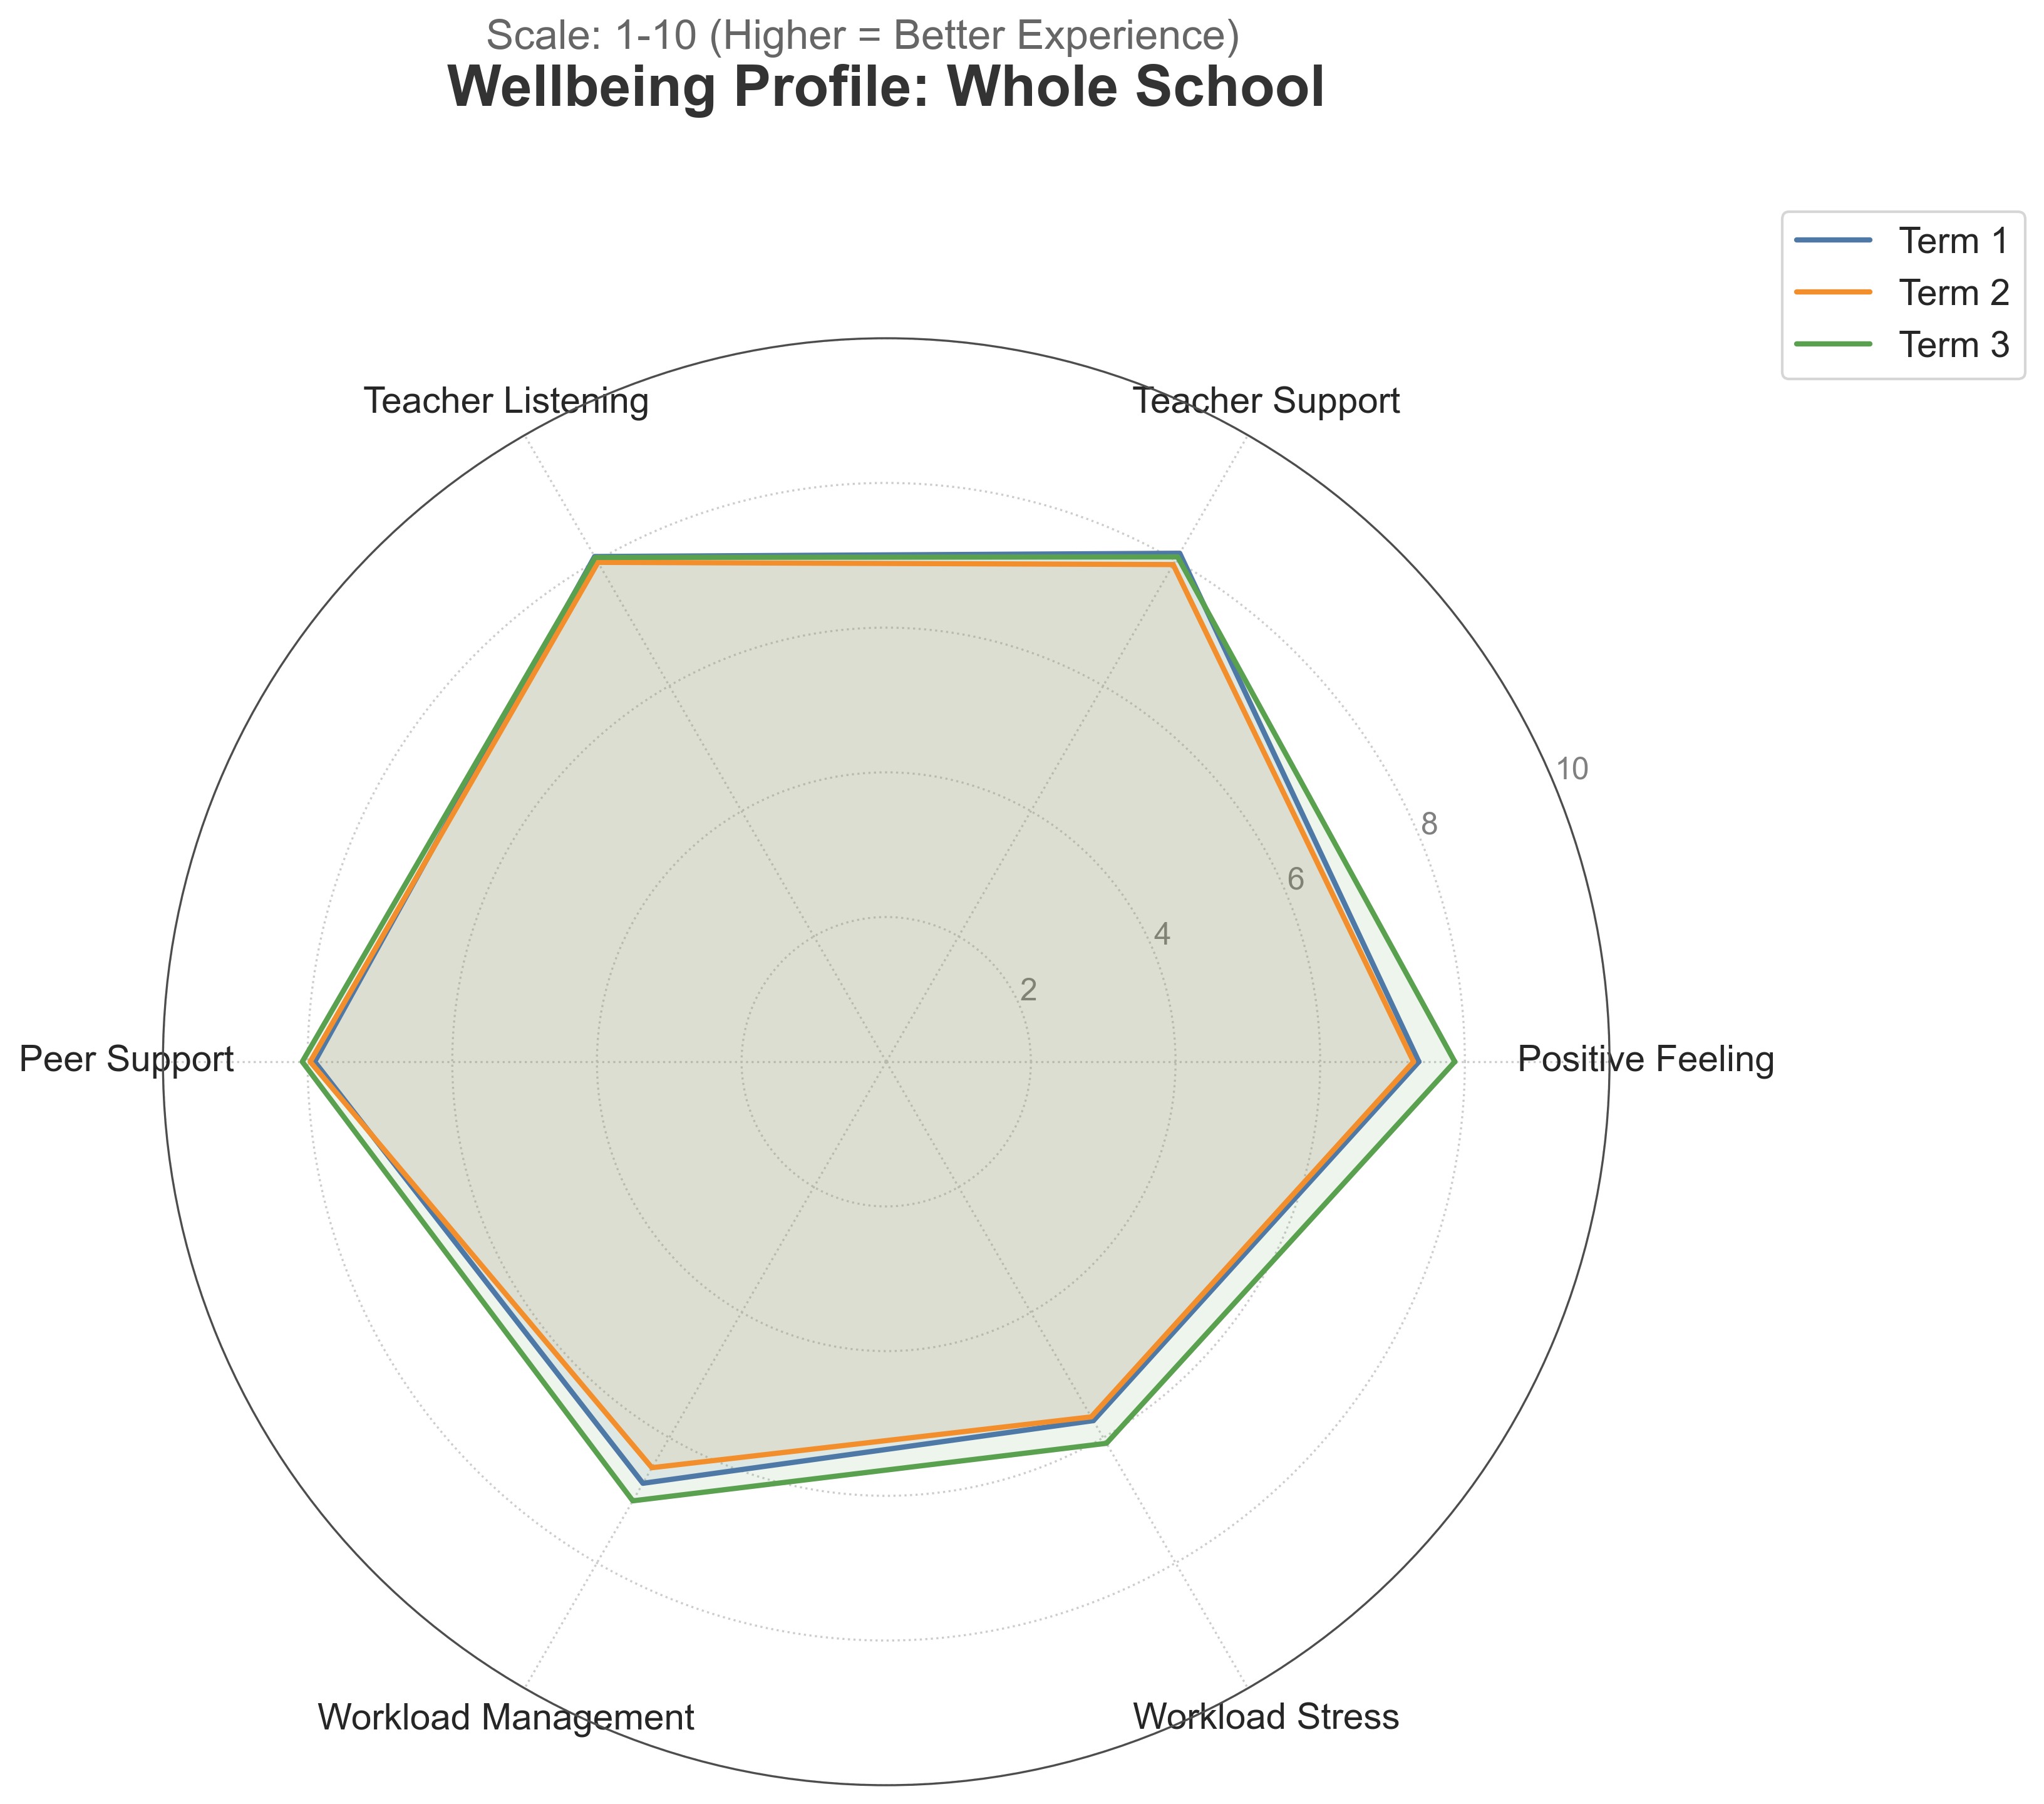 Scale: 1-10 (Higher = Better Experience)
Wellbeing Profile: Whole School
Term 1
Term 2
Term 3
Teacher Listening
Teacher Support
10
8
6
4
2
Peer Support
Positive Feeling
Workload Management
Workload Stress